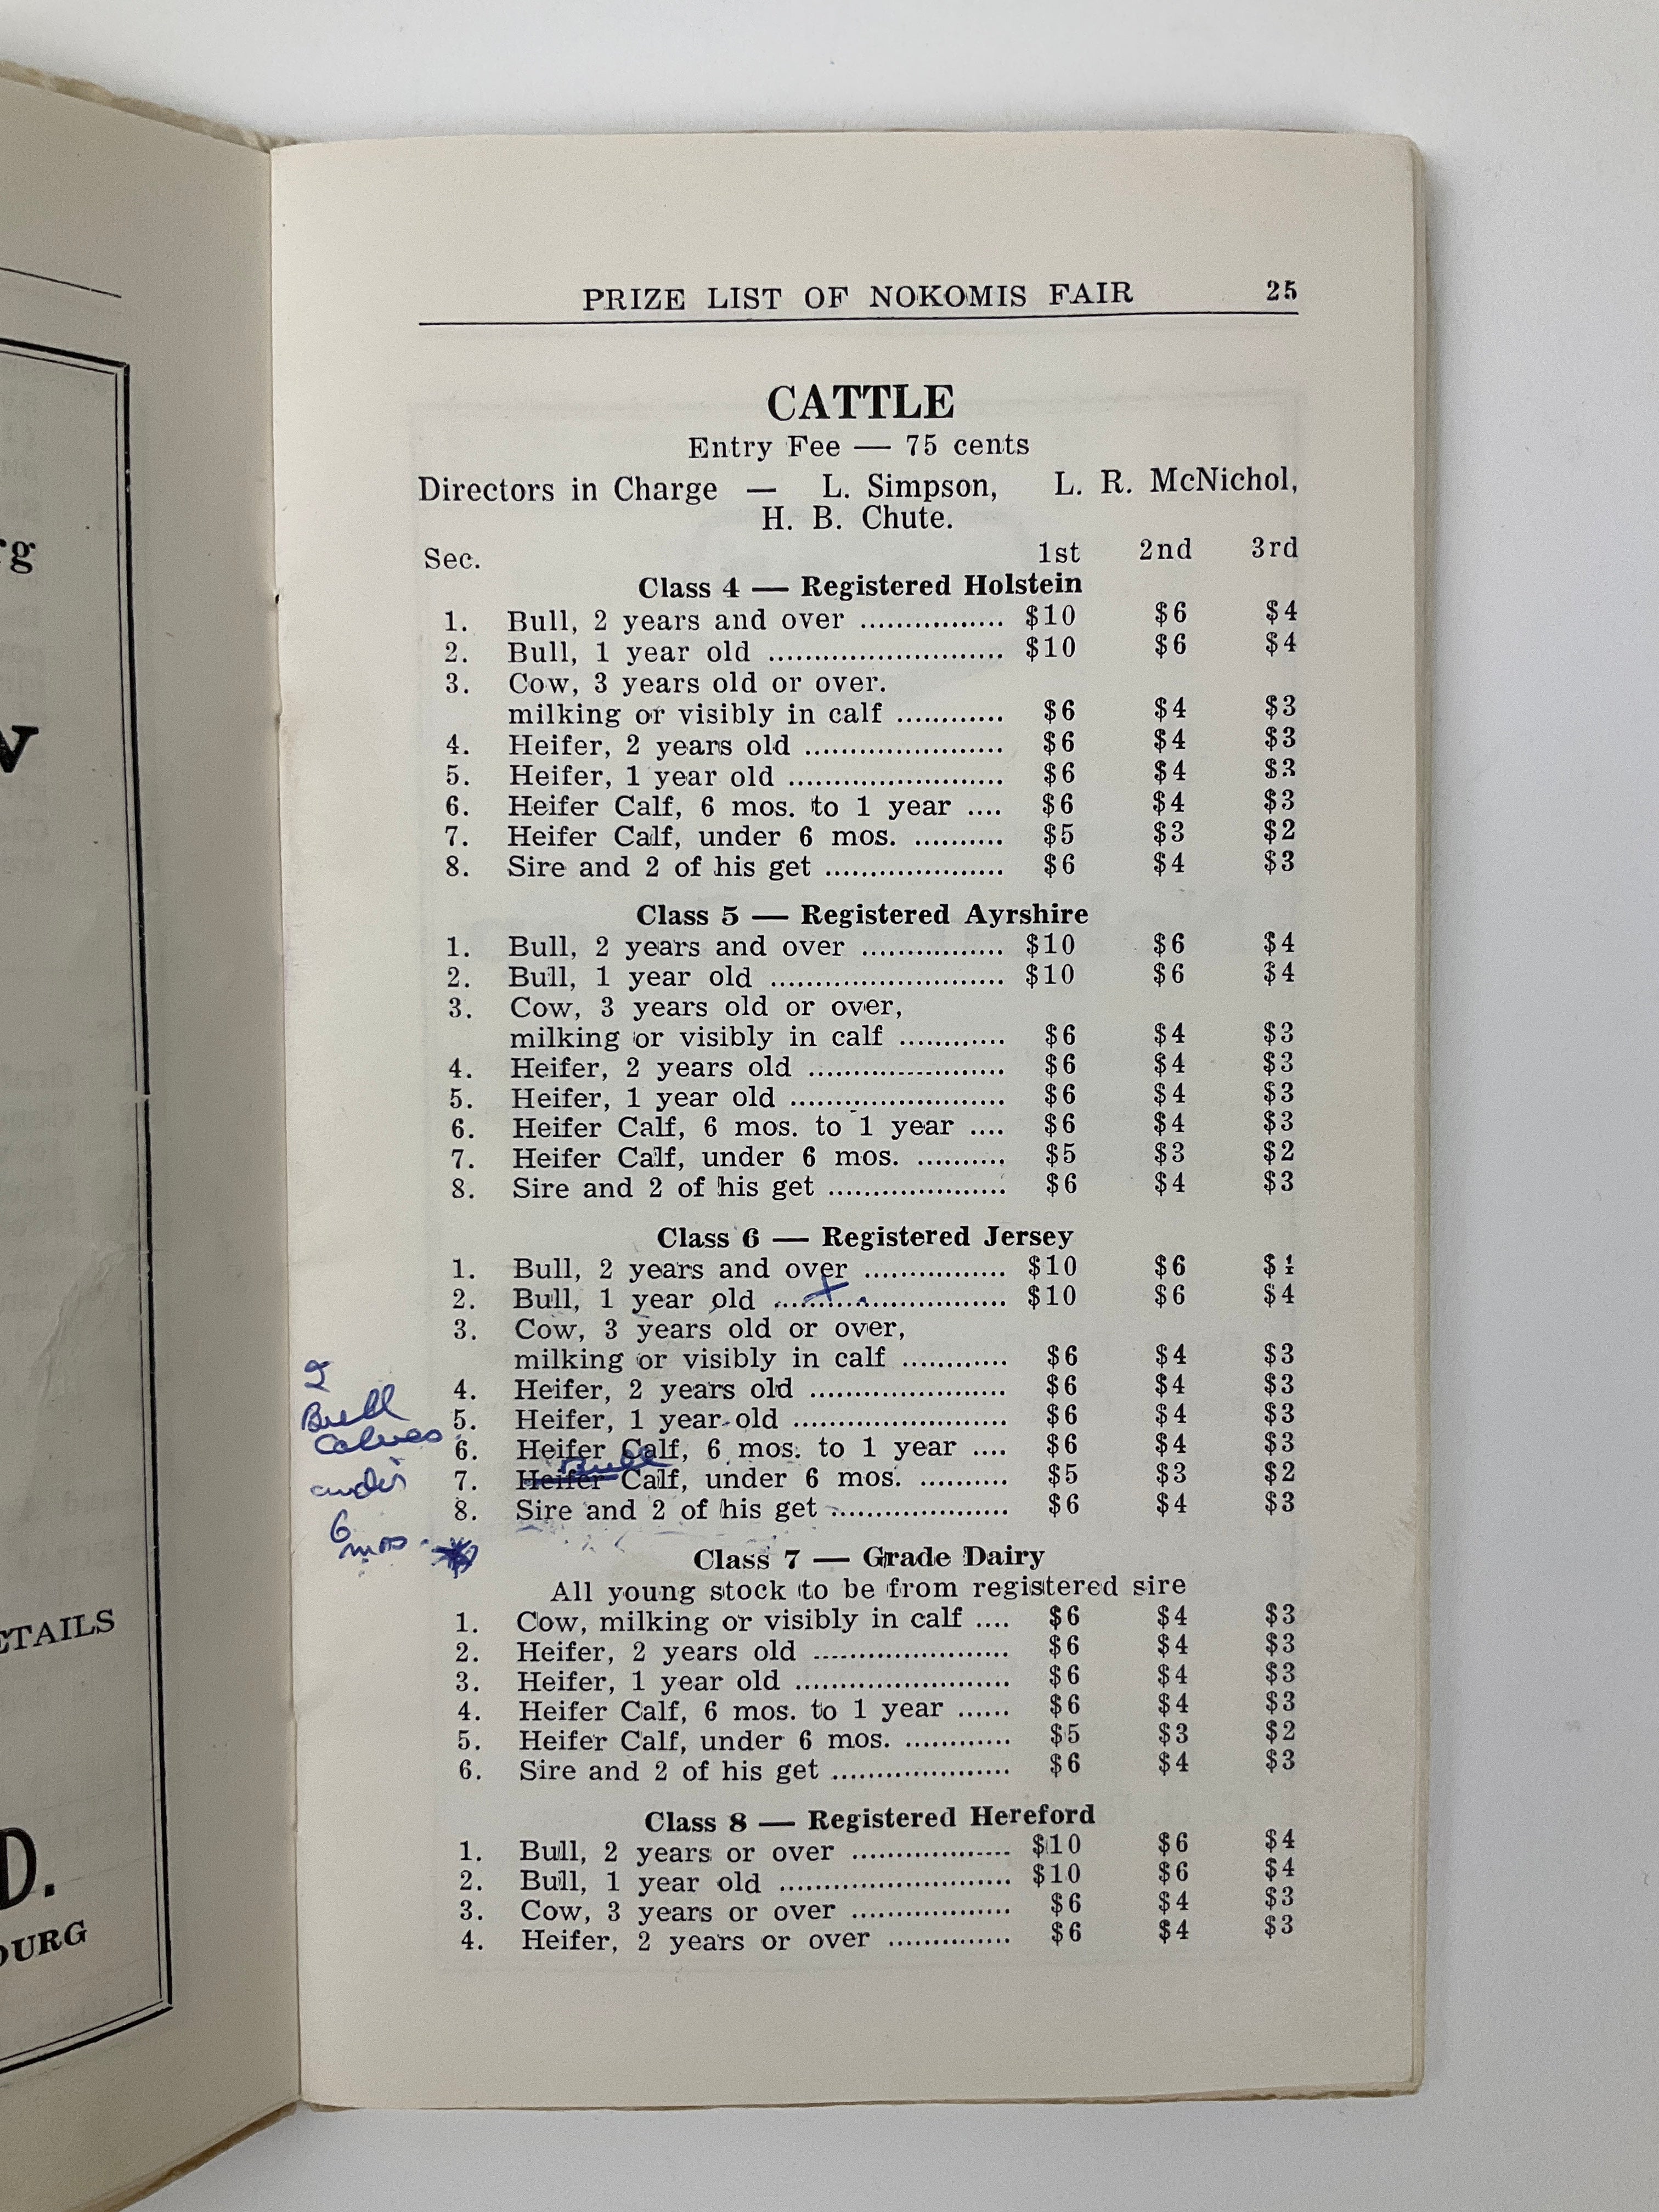 rg
ETAILS
D.
OURG
PRIZE LIST OF NOKOMIS FAIR 25
CATTLE
Entry Fee — 75 cents
Directors in Charge — L. Simpson, L. R. McNichol,
H. B. Chute.
Sec. 1st 2nd 3rd
Class 4 — Registered Holstein
1. Bull, 2 years and over ................ $10 $6 $4
2. Bull, 1 year old .......................... $10 $6 $4
3. Cow, 3 years old or over.
milking or visibly in calf ............ $6 $4 $3
4. Heifer, 2 years old ...................... $6 $4 $3
5. Heifer, 1 year old ........................ $6 $4 $3
6. Heifer Calf, 6 mos. to 1 year .... $6 $4 $3
7. Heifer Calf, under 6 mos. .......... $5 $3 $2
8. Sire and 2 of his get .................... $6 $4 $3
Class 5 — Registered Ayrshire
1. Bull, 2 years and over ................ $10 $6 $4
2. Bull, 1 year old .......................... $10 $6 $4
3. Cow, 3 years old or over,
milking or visibly in calf ............ $6 $4 $3
4. Heifer, 2 years old ...................... $6 $4 $3
5. Heifer, 1 year old ........................ $6 $4 $3
6. Heifer Calf, 6 mos. to 1 year .... $6 $4 $3
7. Heifer Calf, under 6 mos. .......... $5 $3 $2
8. Sire and 2 of his get .................... $6 $4 $3
Class 6 — Registered Jersey
1. Bull, 2 years and over ................ $10 $6 $4
2. Bull, 1 year old .......................... $10 $6 $4
3. Cow, 3 years old or over,
milking or visibly in calf ............ $6 $4 $3
4. Heifer, 2 years old ...................... $6 $4 $3
5. Heifer, 1 year old ........................ $6 $4 $3
6. Heifer Calf, 6 mos. to 1 year .... $6 $4 $3
Bull
7. Heifer Calf, under 6 mos. .......... $5 $3 $2
8. Sire and 2 of his get .................... $6 $4 $3
2
Bull
Calves
under
6
mos.
Class 7 — Grade Dairy
All young stock to be from registered sire
1. Cow, milking or visibly in calf .... $6 $4 $3
2. Heifer, 2 years old ...................... $6 $4 $3
3. Heifer, 1 year old ........................ $6 $4 $3
4. Heifer Calf, 6 mos. to 1 year ...... $6 $4 $3
5. Heifer Calf, under 6 mos. ............ $5 $3 $2
6. Sire and 2 of his get .................... $6 $4 $3
Class 8 — Registered Hereford
1. Bull, 2 years or over .................. $10 $6 $4
2. Bull, 1 year old .......................... $10 $6 $4
3. Cow, 3 years or over .................. $6 $4 $3
4. Heifer, 2 years or over .............. $6 $4 $3